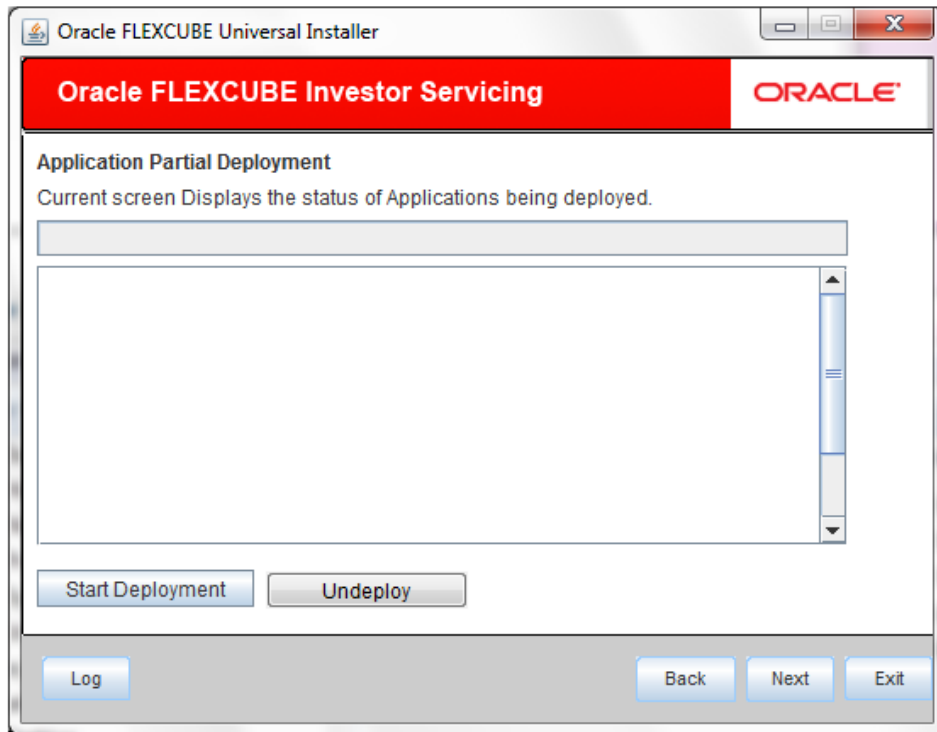 Oracle FLEXCUBE Universal Installer
Oracle FLEXCUBE Investor Servicing
ORACLE
Application Partial Deployment
Current screen Displays the status of Applications being deployed.
Start Deployment Undeploy
Log Back Next Exit